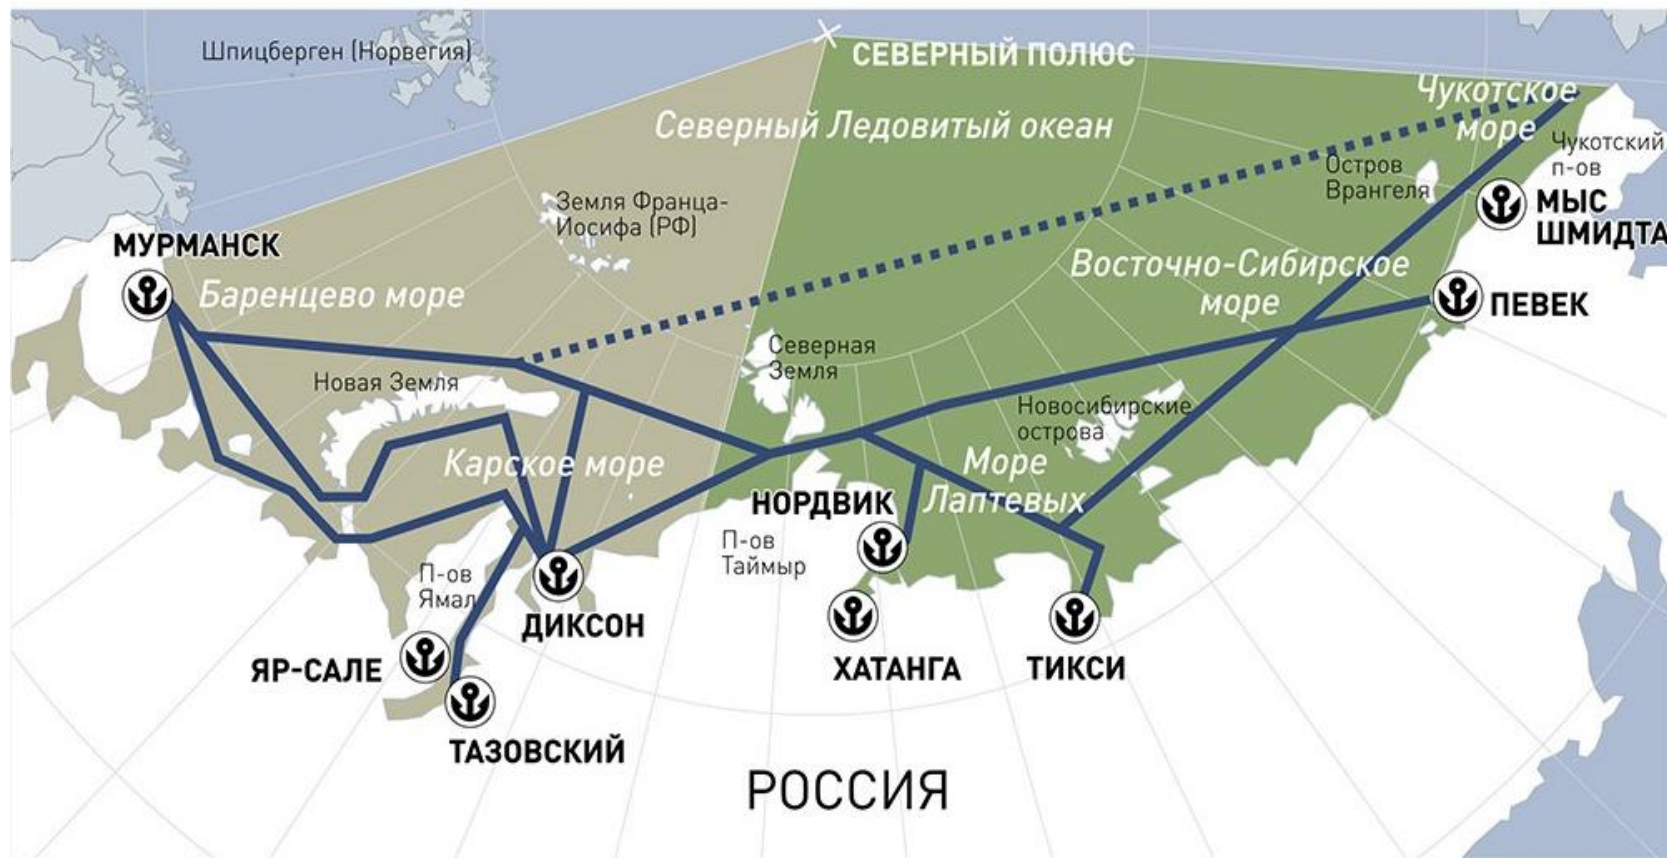 Шпицберген (Норвегия)
СЕВЕРНЫЙ ПОЛЮС
Чукотское
море
Северный Ледовитый океан
Чукотский
п-ов
Остров
Врангеля
Земля Франца-
Иосифа (РФ)
МЫС
ШМИДТА
МУРМАНСК
Баренцево море
Восточно-Сибирское
море
ПЕВЕК
Северная
Земля
Новая Земля
Новосибирские
острова
Карское море
Море
Лаптевых
НОРДВИК
П-ов
Таймыр
П-ов
Ямал
ДИКСОН
ЯР-САЛЕ
ХАТАНГА
ТИКСИ
ТАЗОВСКИЙ
РОССИЯ